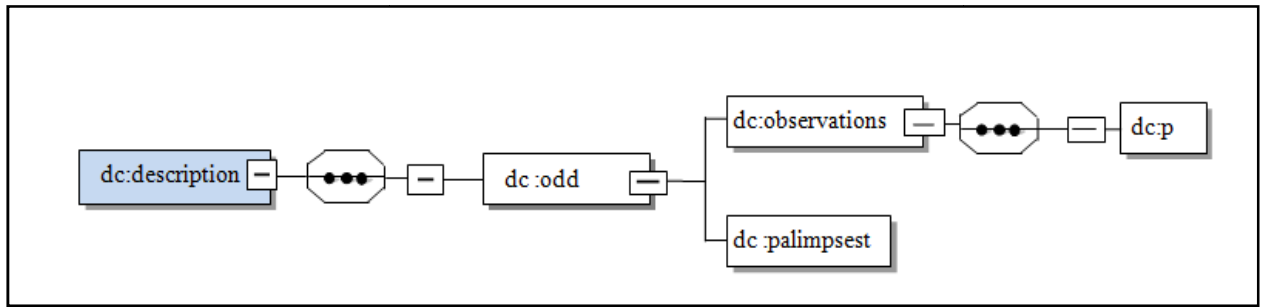 dc:description
dc :odd
dc:observations
dc:p
dc :palimpsest